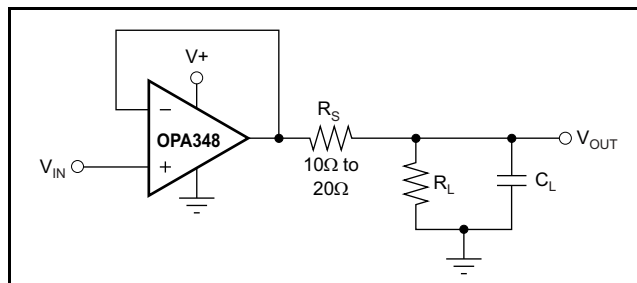 V+
−
OPA348
+
V_IN
R_S
10Ω to
20Ω
R_L
C_L
V_OUT